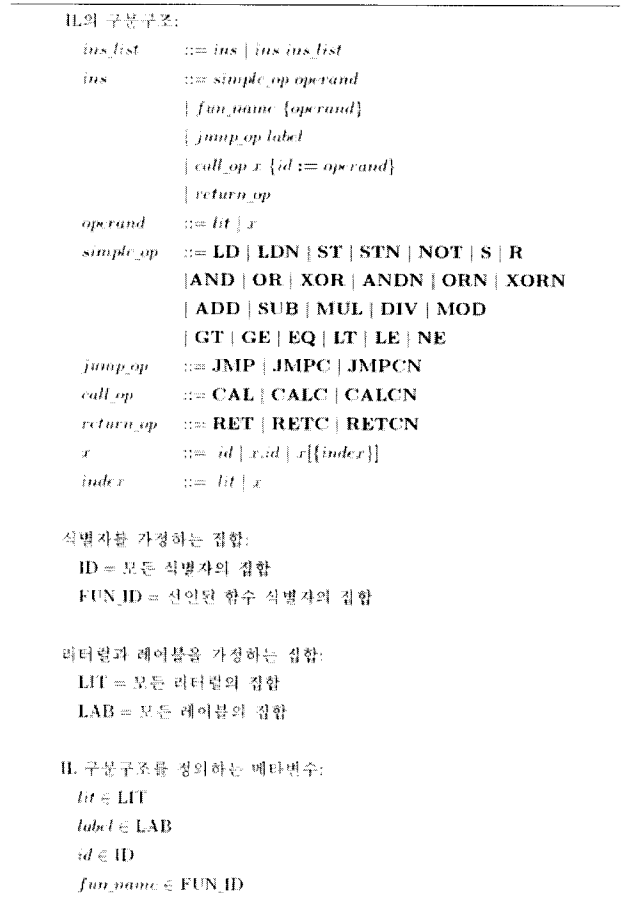 IL의 구문구조:
ins_list ::= ins | ins ins_list
ins ::= simple_op operand
| fun_name {operand}
| jump_op label
| call_op x {id := operand}
| return_op
operand ::= lit | x
simple_op ::= LD | LDN | ST | STN | NOT | S | R
|AND | OR | XOR | ANDN | ORN | XORN
| ADD | SUB | MUL | DIV | MOD
| GT | GE | EQ | LT | LE | NE
jump_op ::= JMP | JMPC | JMPCN
call_op ::= CAL | CALC | CALCN
return_op ::= RET | RETC | RETCN
x ::= id | x.id | x[{index}]
index ::= lit | x
식별자를 가정하는 집합:
ID = 모든 식별자의 집합
FUN_ID = 선언된 함수 식별자의 집합
리터럴과 레이블을 가정하는 집합:
LIT = 모든 리터럴의 집합
LAB = 모든 레이블의 집합
IL 구문구조를 정의하는 메타변수:
lit ∈ LIT
label ∈ LAB
id ∈ ID
fun_name ∈ FUN_ID